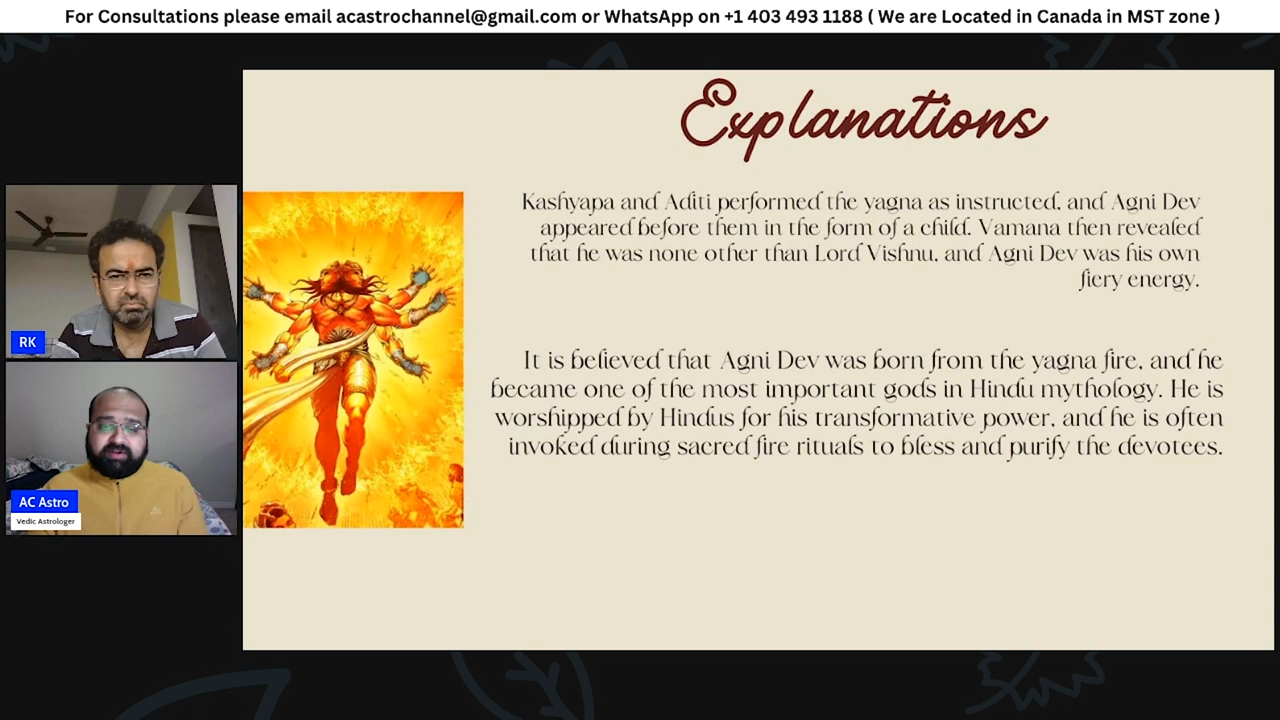 For Consultations please email acastrochannel@gmail.com or WhatsApp on +1 403 493 1188 ( We are Located in Canada in MST zone )
Explanations
Kashyapa and Aditi performed the yagna as instructed, and Agni Dev
appeared before them in the form of a child. Vamana then revealed
that he was none other than Lord Vishnu, and Agni Dev was his own
fiery energy.
It is believed that Agni Dev was born from the yagna fire, and he
became one of the most important gods in Hindu mythology. He is
worshipped by Hindus for his transformative power, and he is often
invoked during sacred fire rituals to bless and purify the devotees.
RK
AC Astro
Vedic Astrologer